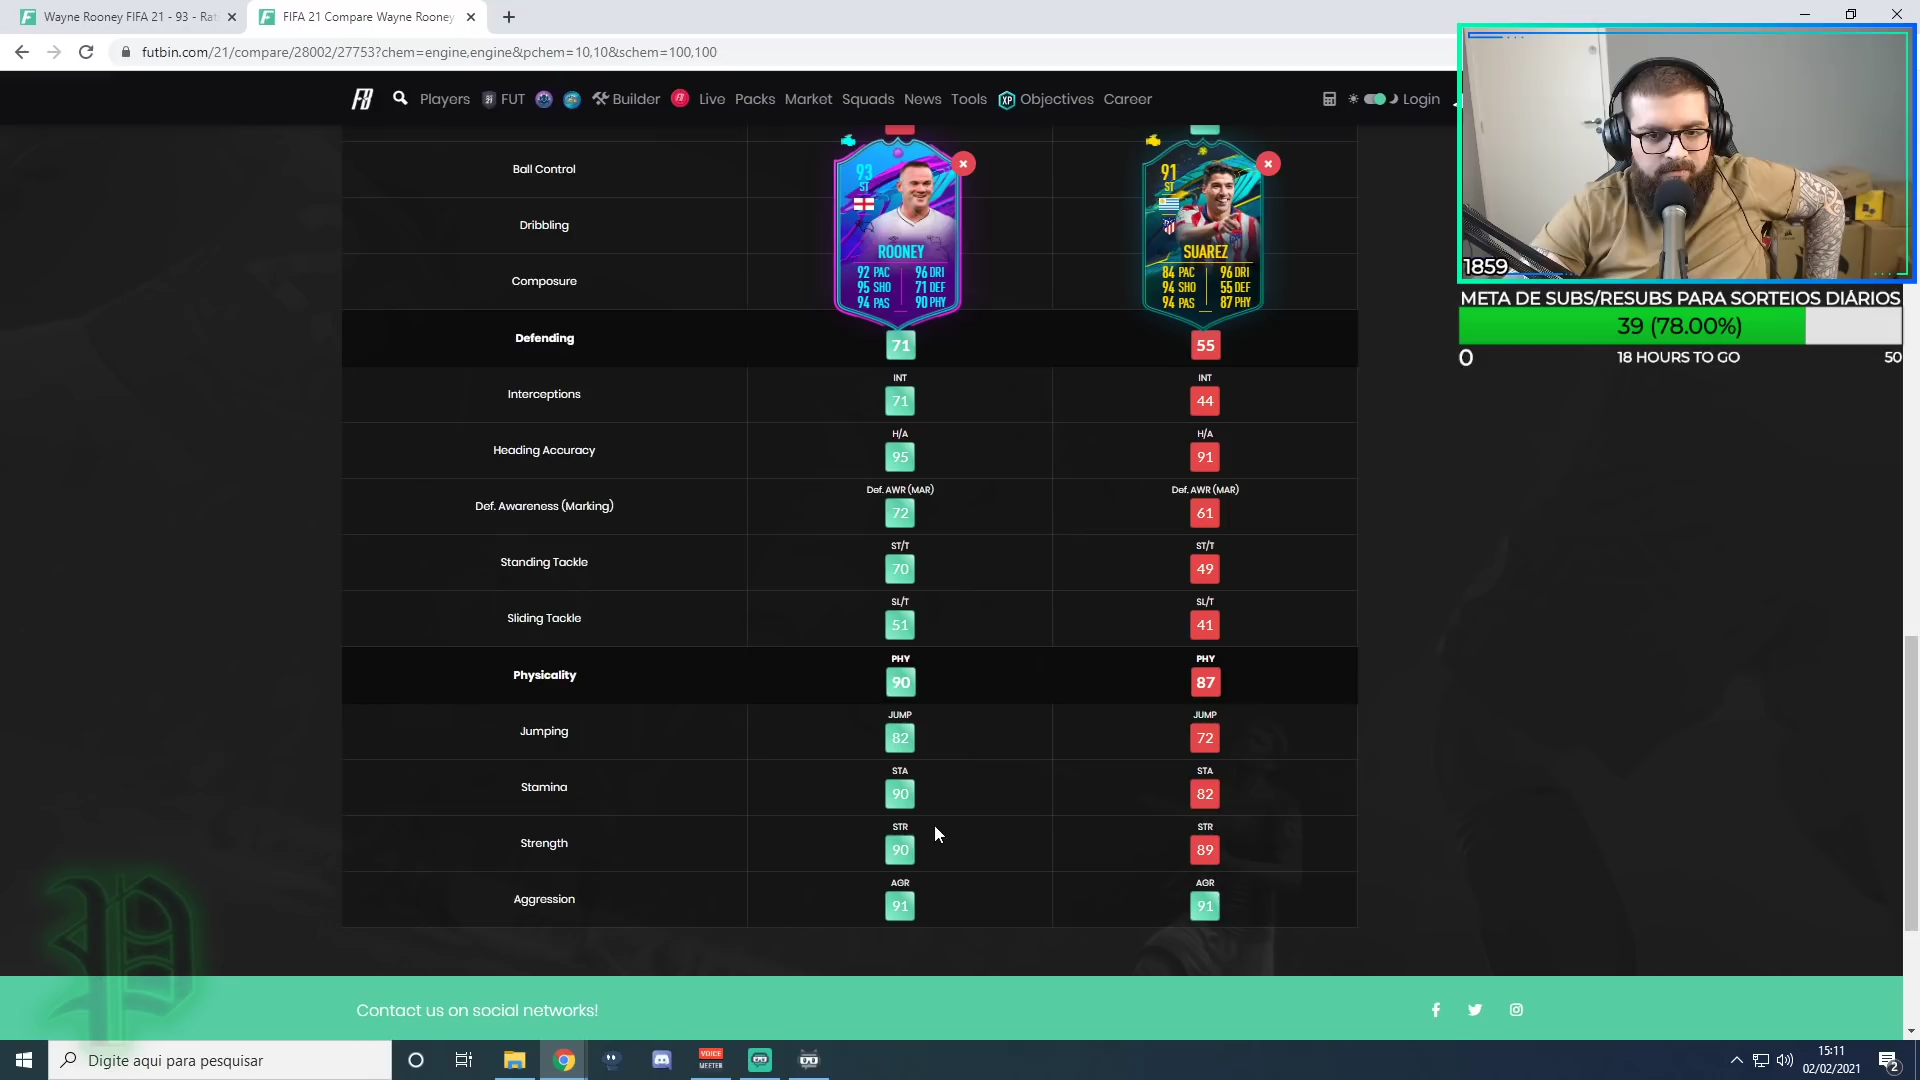 Wayne Rooney FIFA 21 - 93 - Rat
FIFA 21 Compare Wayne Rooney
futbin.com/21/compare/28002/27753?chem=engine,engine&pchem=10,10&schem=100,100
FB Players FUT Builder Live Packs Market Squads News Tools XP Objectives Career Login
1859
META DE SUBS/RESUBS PARA SORTEIOS DIÁRIOS
39 (78.00%)
0 18 HOURS TO GO 50
Ball Control
Dribbling
Composure
93
ST
ROONEY
92 PAC 96 DRI
95 SHO 71 DEF
94 PAS 90 PHY
91
ST
SUAREZ
84 PAC 96 DRI
94 SHO 55 DEF
94 PAS 87 PHY
Defending 71 55
INT INT
Interceptions 71 44
H/A H/A
Heading Accuracy 95 91
Def. AWR (MAR) Def. AWR (MAR)
Def. Awareness (Marking) 72 61
ST/T ST/T
Standing Tackle 70 49
SL/T SL/T
Sliding Tackle 51 41
PHY PHY
Physicality 90 87
JUMP JUMP
Jumping 82 72
STA STA
Stamina 90 82
STR STR
Strength 90 89
AGR AGR
Aggression 91 91
P
Contact us on social networks!
Digite aqui para pesquisar
VOICE
MEETER
15:11
02/02/2021
2